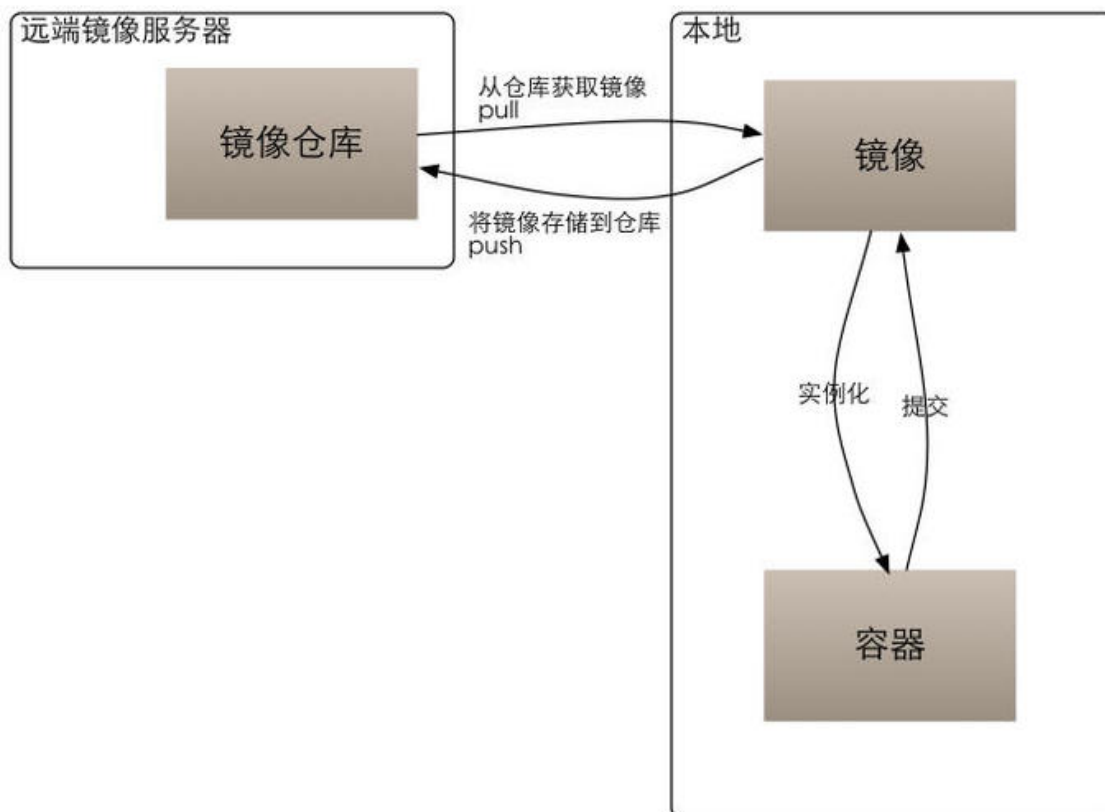 远端镜像服务器
本地
镜像仓库
从仓库获取镜像
pull
镜像
将镜像存储到仓库
push
实例化
提交
容器